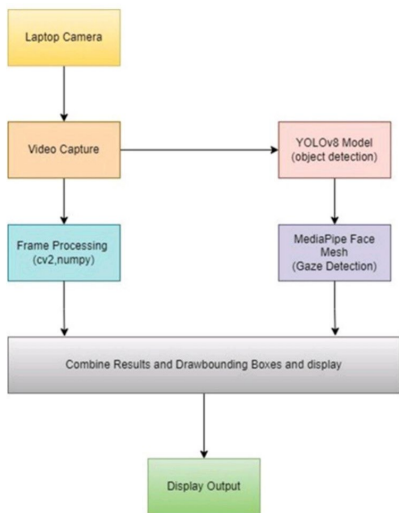 Laptop Camera
Video Capture
YOLOv8 Model
(object detection)
Frame Processing
(cv2,numpy)
MediaPipe Face
Mesh
(Gaze Detection)
Combine Results and Drawbounding Boxes and display
Display Output